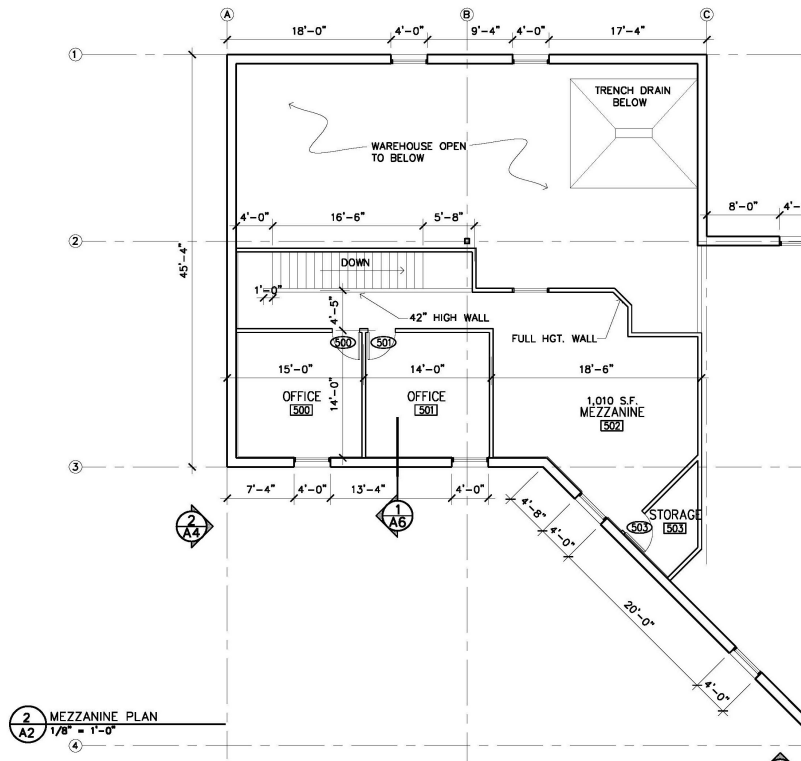 A
B
C
18'-0"
4'-0"
9'-4"
4'-0"
17'-4"
1
TRENCH DRAIN
BELOW
WAREHOUSE OPEN
TO BELOW
4'-0"
16'-6"
5'-8"
8'-0"
4'-
2
45'-4"
DOWN
1'-0"
4'-5"
42" HIGH WALL
FULL HGT. WALL
500
501
15'-0"
14'-0"
18'-6"
14'-0"
OFFICE
500
OFFICE
501
1,010 S.F.
MEZZANINE
502
3
7'-4"
4'-0"
13'-4"
4'-0"
4'-8"
4'-0"
STORAGE
503
503
2
A4
1
A6
20'-0"
4'-0"
2
A2
MEZZANINE PLAN
1/8" = 1'-0"
4